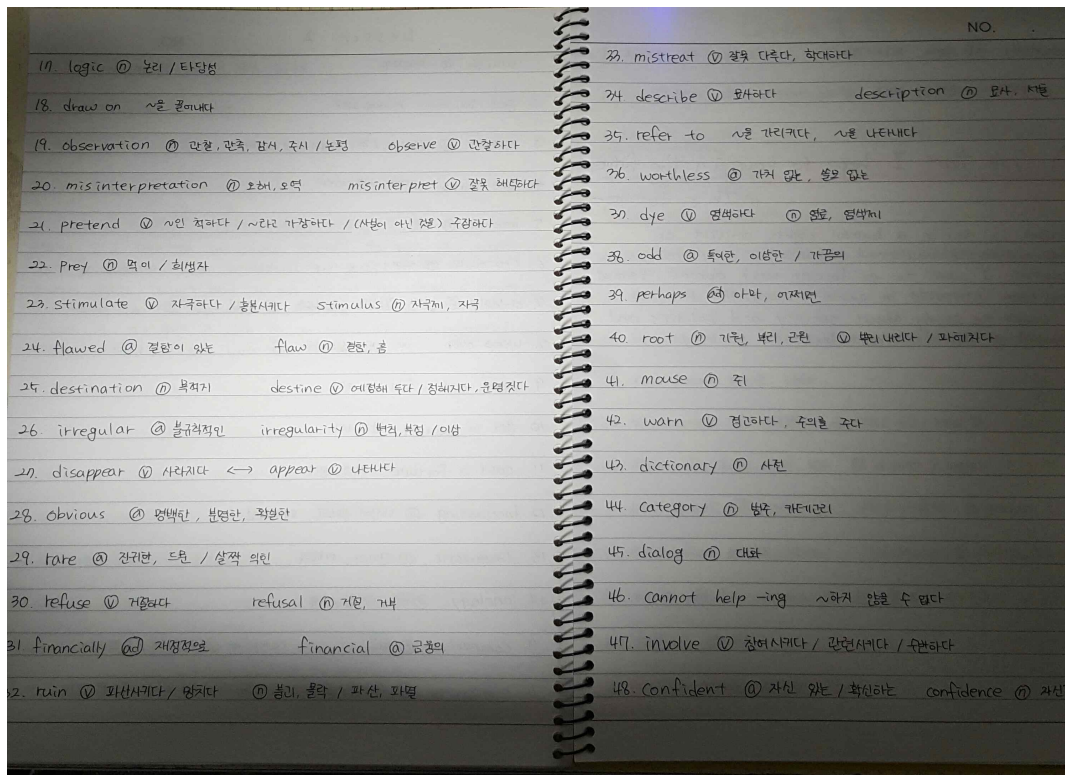 17. logic ⓝ 논리 / 타당성
18. draw on ~을 끌어내다
19. observation ⓝ 관찰, 관측, 감시, 주시 / 논평 observe ⓥ 관찰하다
20. misinterpretation ⓝ 오해, 오역 misinterpret ⓥ 잘못 해석하다
21. pretend ⓥ ~인 척하다 / ~라고 가장하다 / (사실이 아닌 것을) 주장하다
22. prey ⓝ 먹이 / 희생자
23. stimulate ⓥ 자극하다 / 흥분시키다 stimulus ⓝ 자극제, 자극
24. flawed ⓐ 결함이 있는 flaw ⓝ 결함, 흠
25. destination ⓝ 목적지 destine ⓥ 예정해 두다 / 정해지다, 운명짓다
26. irregular ⓐ 불규칙적인 irregularity ⓝ 변칙, 부정 / 이상
27. disappear ⓥ 사라지다 ↔ appear ⓥ 나타나다
28. obvious ⓐ 명백한, 분명한, 확실한
29. rare ⓐ 진귀한, 드문 / 살짝 익힌
30. refuse ⓥ 거절하다 refusal ⓝ 거절, 거부
31. financially ad 재정적으로 financial ⓐ 금융의
2. ruin ⓥ 파산시키다 / 망치다 ⓝ 붕괴, 몰락 / 파산, 파멸
NO.
33. mistreat ⓥ 잘못 다루다, 학대하다
34. describe ⓥ 묘사하다 description ⓝ 묘사, 서술
35. refer to ~을 가리키다, ~을 나타내다
36. worthless ⓐ 가치 없는, 쓸모 없는
37. dye ⓥ 염색하다 ⓝ 염료, 염색제
38. odd ⓐ 특이한, 이상한 / 가끔의
39. perhaps ad 아마, 어쩌면
40. root ⓝ 기원, 뿌리, 근원 ⓥ 뿌리 내리다 / 파헤치다
41. mouse ⓝ 쥐
42. warn ⓥ 경고하다, 주의를 주다
43. dictionary ⓝ 사전
44. category ⓝ 범주, 카테고리
45. dialog ⓝ 대화
46. cannot help -ing ~하지 않을 수 없다
47. involve ⓥ 참여시키다 / 관련시키다 / 수반하다
48. confident ⓐ 자신 있는 / 확신하는 confidence ⓝ 자신